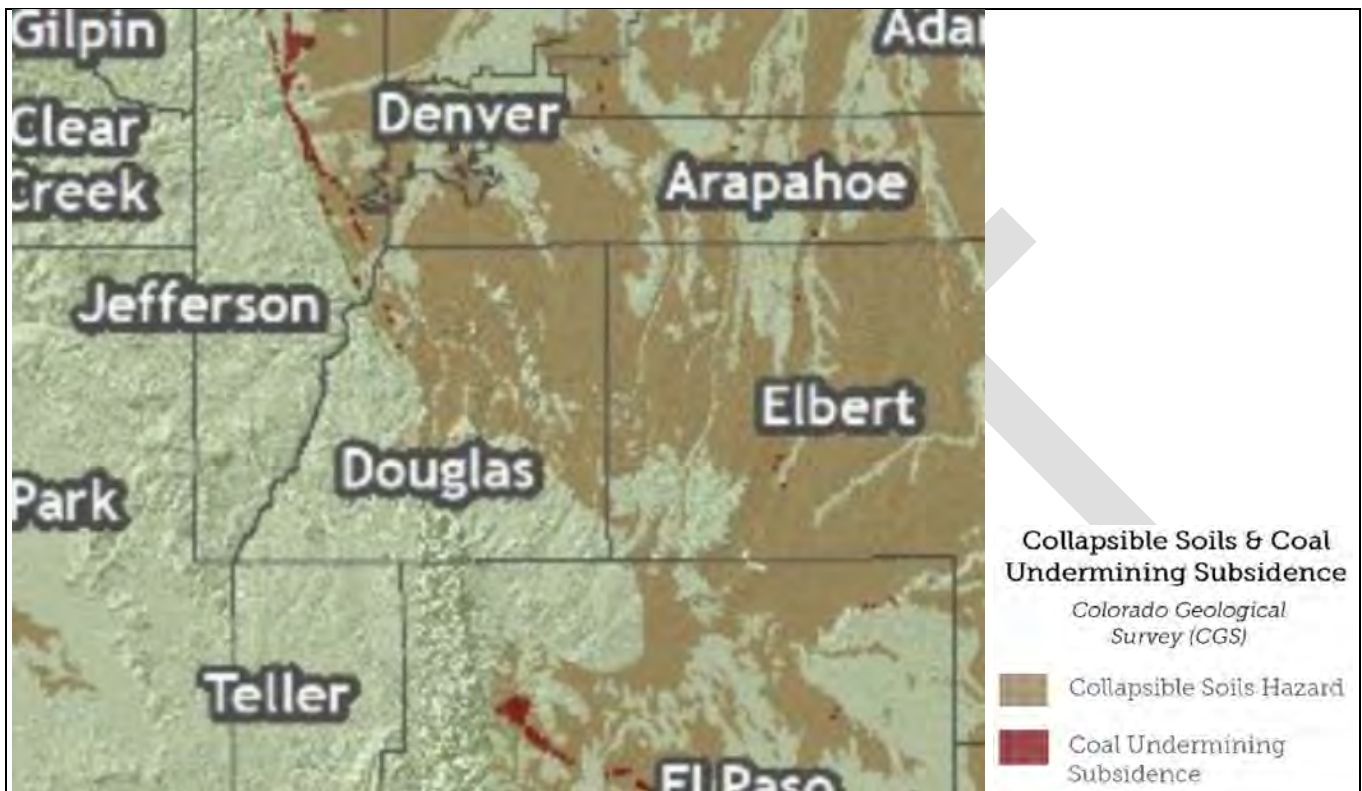 Gilpin
Ada
Clear
Creek
Denver
Arapahoe
Jefferson
Elbert
Douglas
Park
Teller
El Paso
Collapsible Soils & Coal
Undermining Subsidence
Colorado Geological
Survey (CGS)
Collapsible Soils Hazard
Coal Undermining
Subsidence